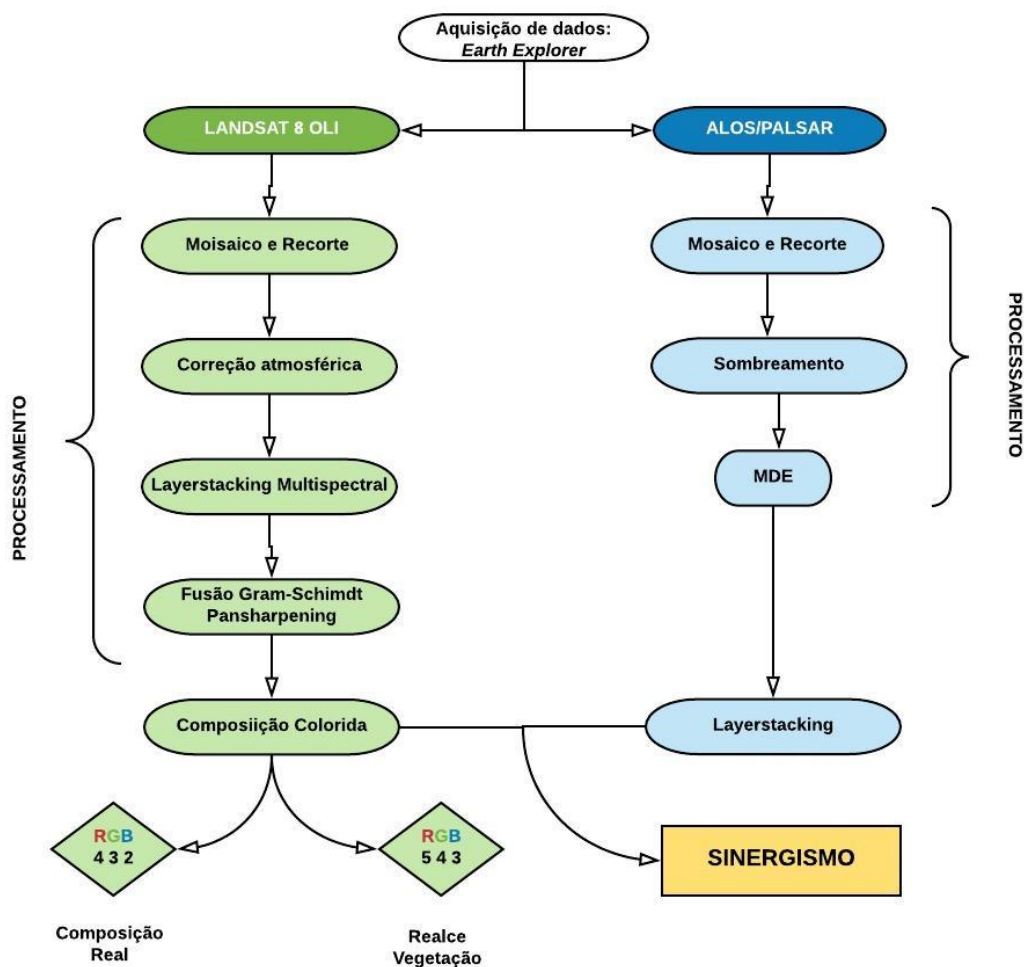 Aquisição de dados:
Earth Explorer
LANDSAT 8 OLI
ALOS/PALSAR
Moisaico e Recorte
Mosaico e Recorte
Correção atmosférica
Sombreamento
Layerstacking Multispectral
MDE
Fusão Gram-Schimdt
Pansharpening
PROCESSAMENTO
PROCESSAMENTO
Composiição Colorida
Layerstacking
RGB
4 3 2
RGB
5 4 3
SINERGISMO
Composição
Real
Realce
Vegetação